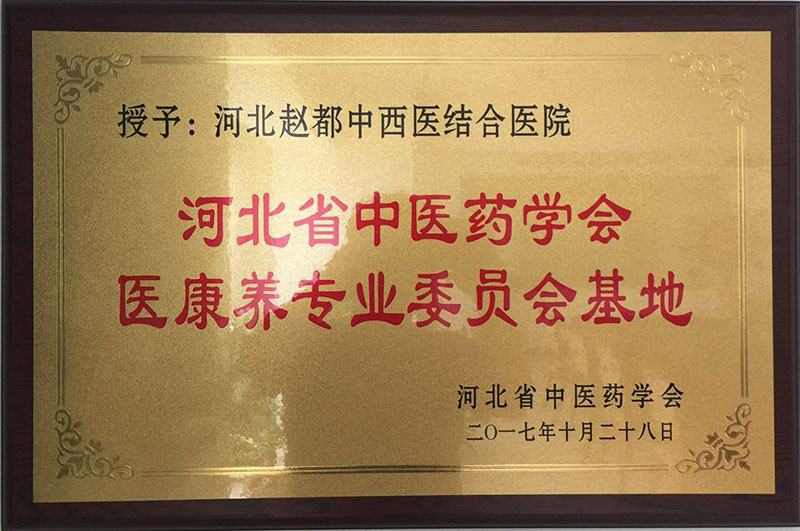 授予：河北赵都中西医结合医院
河北省中医药学会
医康养专业委员会基地
河北省中医药学会
二〇一七年十月二十八日